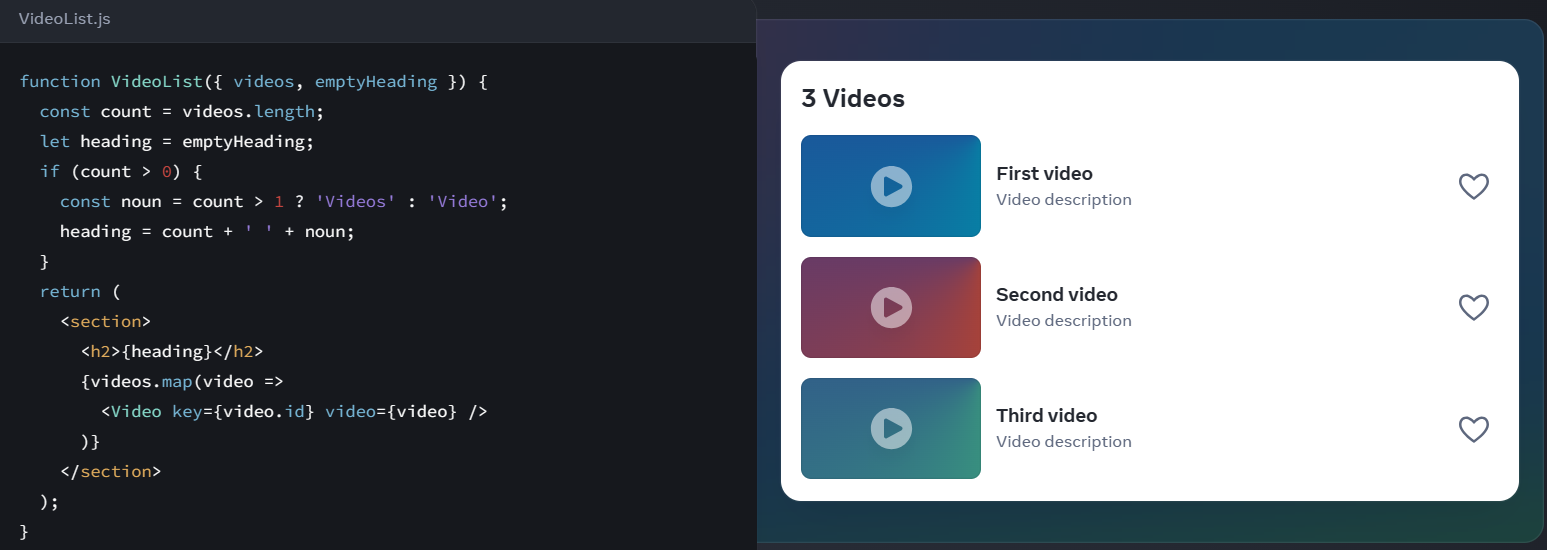 VideoList.js
function VideoList({ videos, emptyHeading }) {
  const count = videos.length;
  let heading = emptyHeading;
  if (count > 0) {
    const noun = count > 1 ? 'Videos' : 'Video';
    heading = count + ' ' + noun;
  }
  return (
    <section>
      <h2>{heading}</h2>
      {videos.map(video =>
        <Video key={video.id} video={video} />
      )}
    </section>
  );
}
3 Videos
First video
Video description
Second video
Video description
Third video
Video description